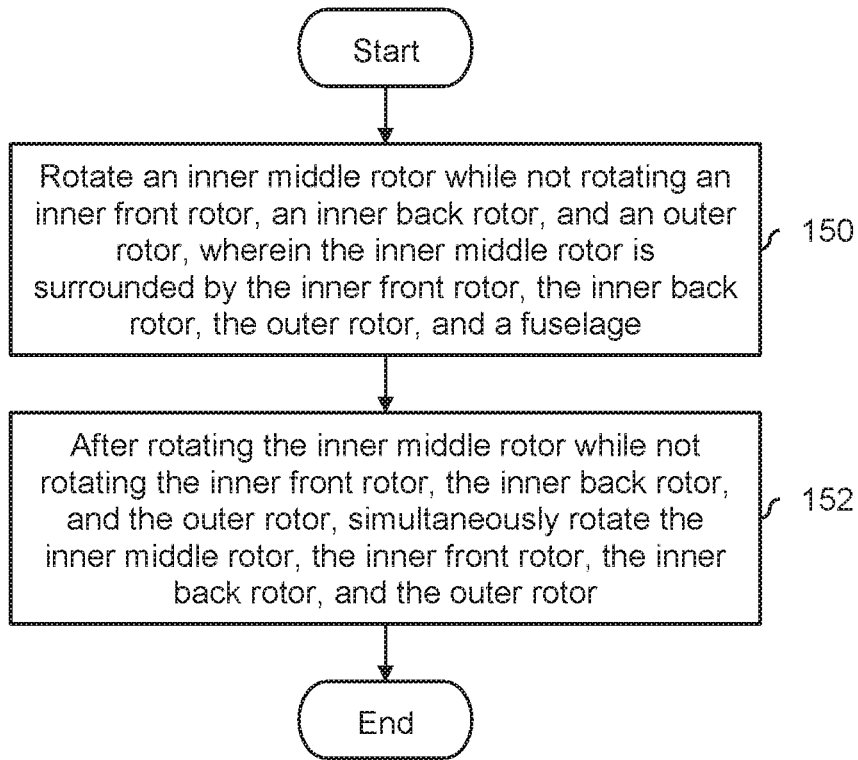 Start
Rotate an inner middle rotor while not rotating an
inner front rotor, an inner back rotor, and an outer
rotor, wherein the inner middle rotor is
surrounded by the inner front rotor, the inner back
rotor, the outer rotor, and a fuselage
150
After rotating the inner middle rotor while not
rotating the inner front rotor, the inner back rotor,
and the outer rotor, simultaneously rotate the
inner middle rotor, the inner front rotor, the inner
back rotor, and the outer rotor
152
End